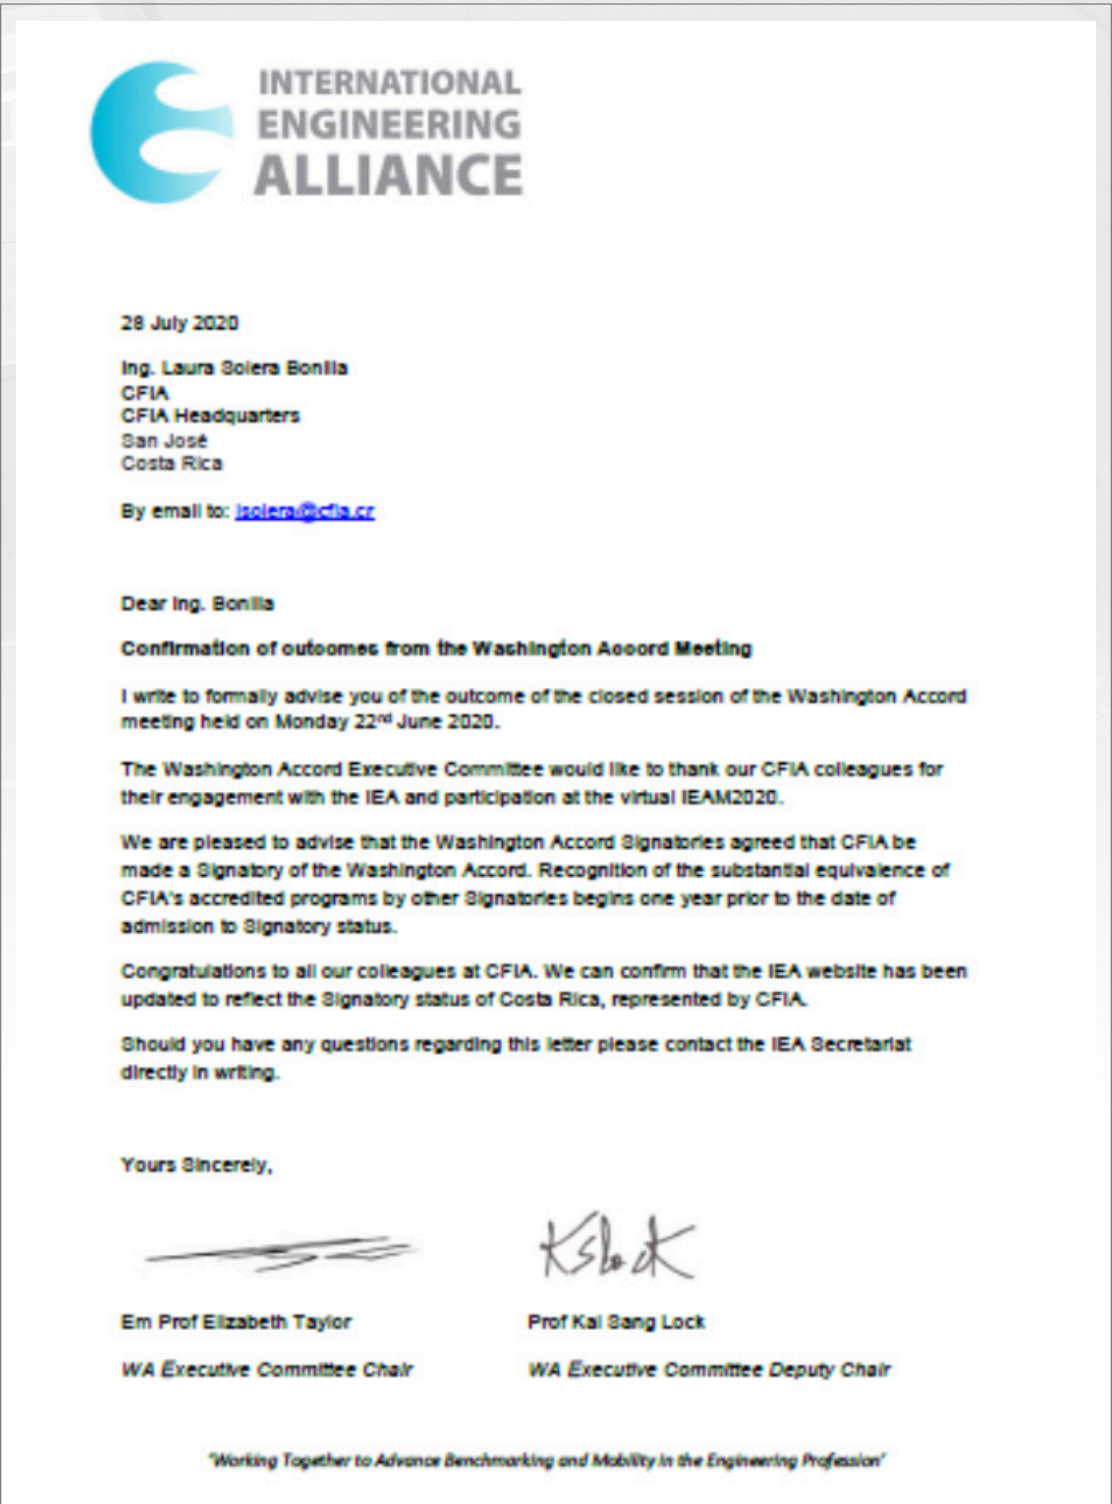 INTERNATIONAL
ENGINEERING
ALLIANCE
28 July 2020
Ing. Laura Solera Bonilla
CFIA
CFIA Headquarters
San José
Costa Rica
By email to: lsolera@cfia.cr
Dear Ing. Bonilla
Confirmation of outcomes from the Washington Accord Meeting
I write to formally advise you of the outcome of the closed session of the Washington Accord
meeting held on Monday 22nd June 2020.
The Washington Accord Executive Committee would like to thank our CFIA colleagues for
their engagement with the IEA and participation at the virtual IEAM2020.
We are pleased to advise that the Washington Accord Signatories agreed that CFIA be
made a Signatory of the Washington Accord. Recognition of the substantial equivalence of
CFIA's accredited programs by other Signatories begins one year prior to the date of
admission to Signatory status.
Congratulations to all our colleagues at CFIA. We can confirm that the IEA website has been
updated to reflect the Signatory status of Costa Rica, represented by CFIA.
Should you have any questions regarding this letter please contact the IEA Secretariat
directly in writing.
Yours Sincerely,
KSLock
Em Prof Elizabeth Taylor Prof Kai Sang Lock
WA Executive Committee Chair WA Executive Committee Deputy Chair
"Working Together to Advance Benchmarking and Mobility in the Engineering Profession"